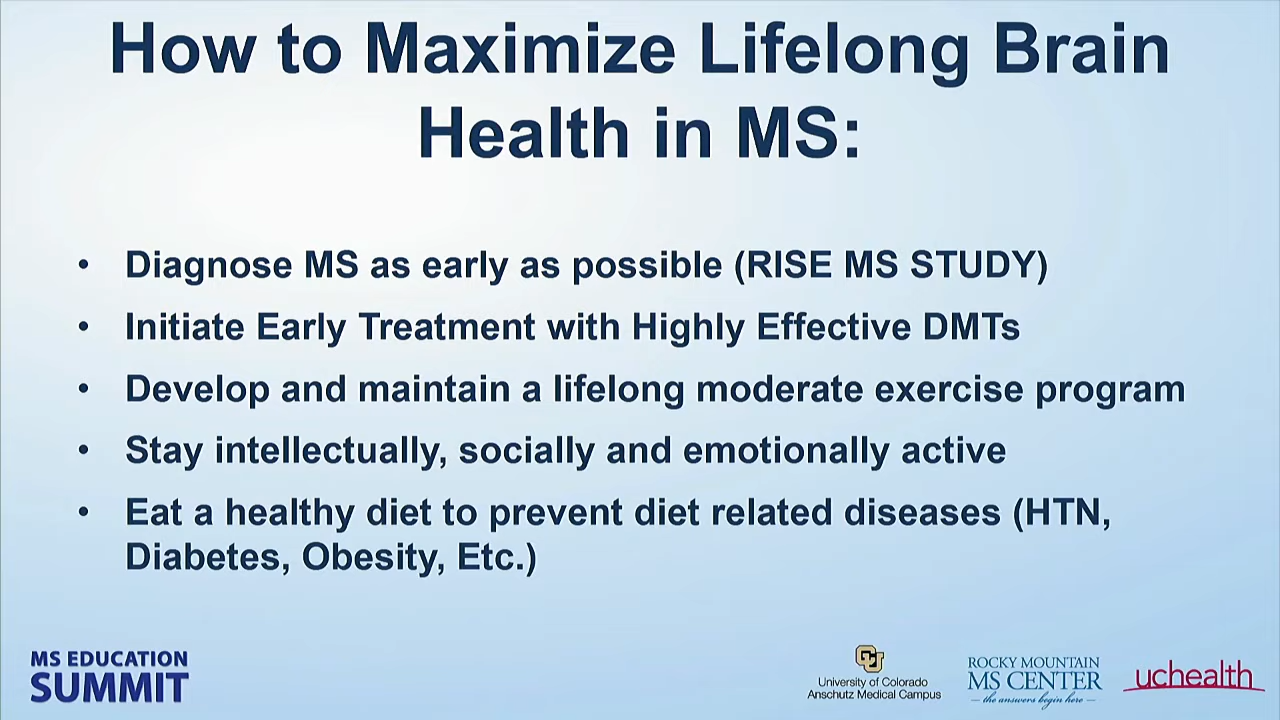 How to Maximize Lifelong Brain
Health in MS:
• Diagnose MS as early as possible (RISE MS STUDY)
• Initiate Early Treatment with Highly Effective DMTs
• Develop and maintain a lifelong moderate exercise program
• Stay intellectually, socially and emotionally active
• Eat a healthy diet to prevent diet related diseases (HTN,
Diabetes, Obesity, Etc.)
MS EDUCATION
SUMMIT
CU
University of Colorado
Anschutz Medical Campus
ROCKY MOUNTAIN
MS CENTER
— the answers begin here —
uchealth